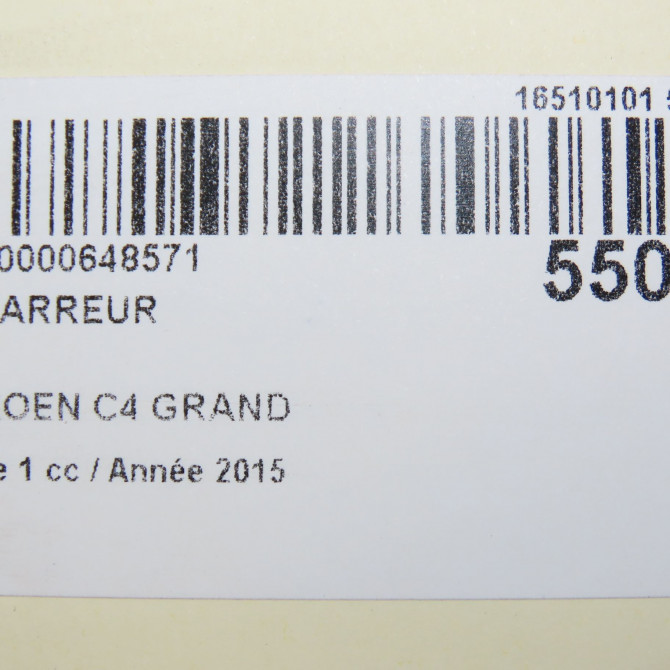 16510101
0000648571
550
ARREUR
OEN C4 GRAND
e 1 cc / Année 2015